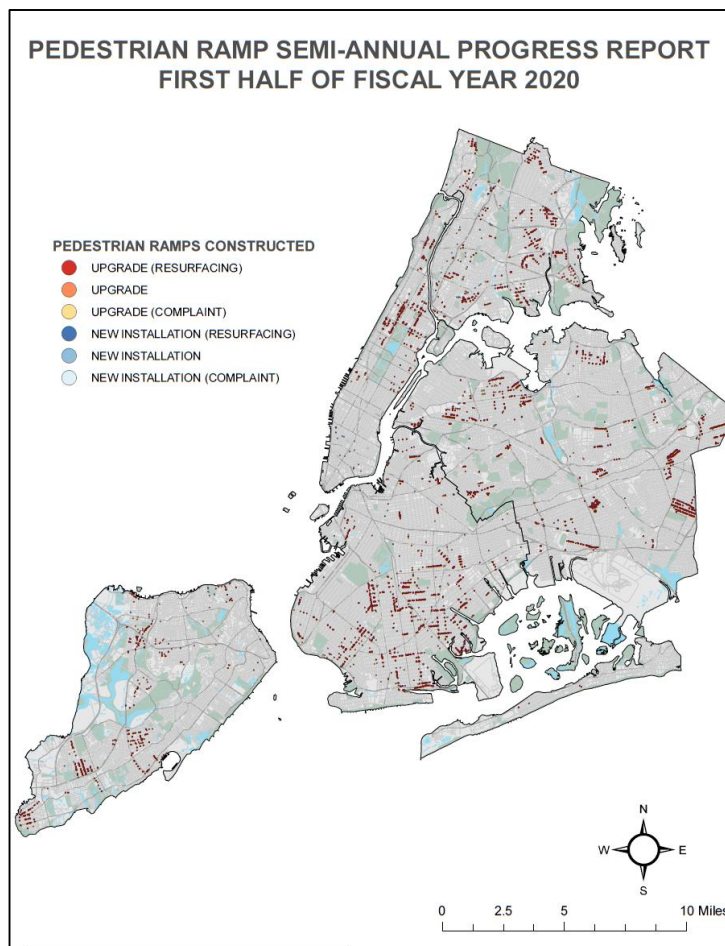 PEDESTRIAN RAMP SEMI-ANNUAL PROGRESS REPORT
FIRST HALF OF FISCAL YEAR 2020
PEDESTRIAN RAMPS CONSTRUCTED
UPGRADE (RESURFACING)
UPGRADE
UPGRADE (COMPLAINT)
NEW INSTALLATION (RESURFACING)
NEW INSTALLATION
NEW INSTALLATION (COMPLAINT)
N
W E
S
0 2.5 5 10 Miles